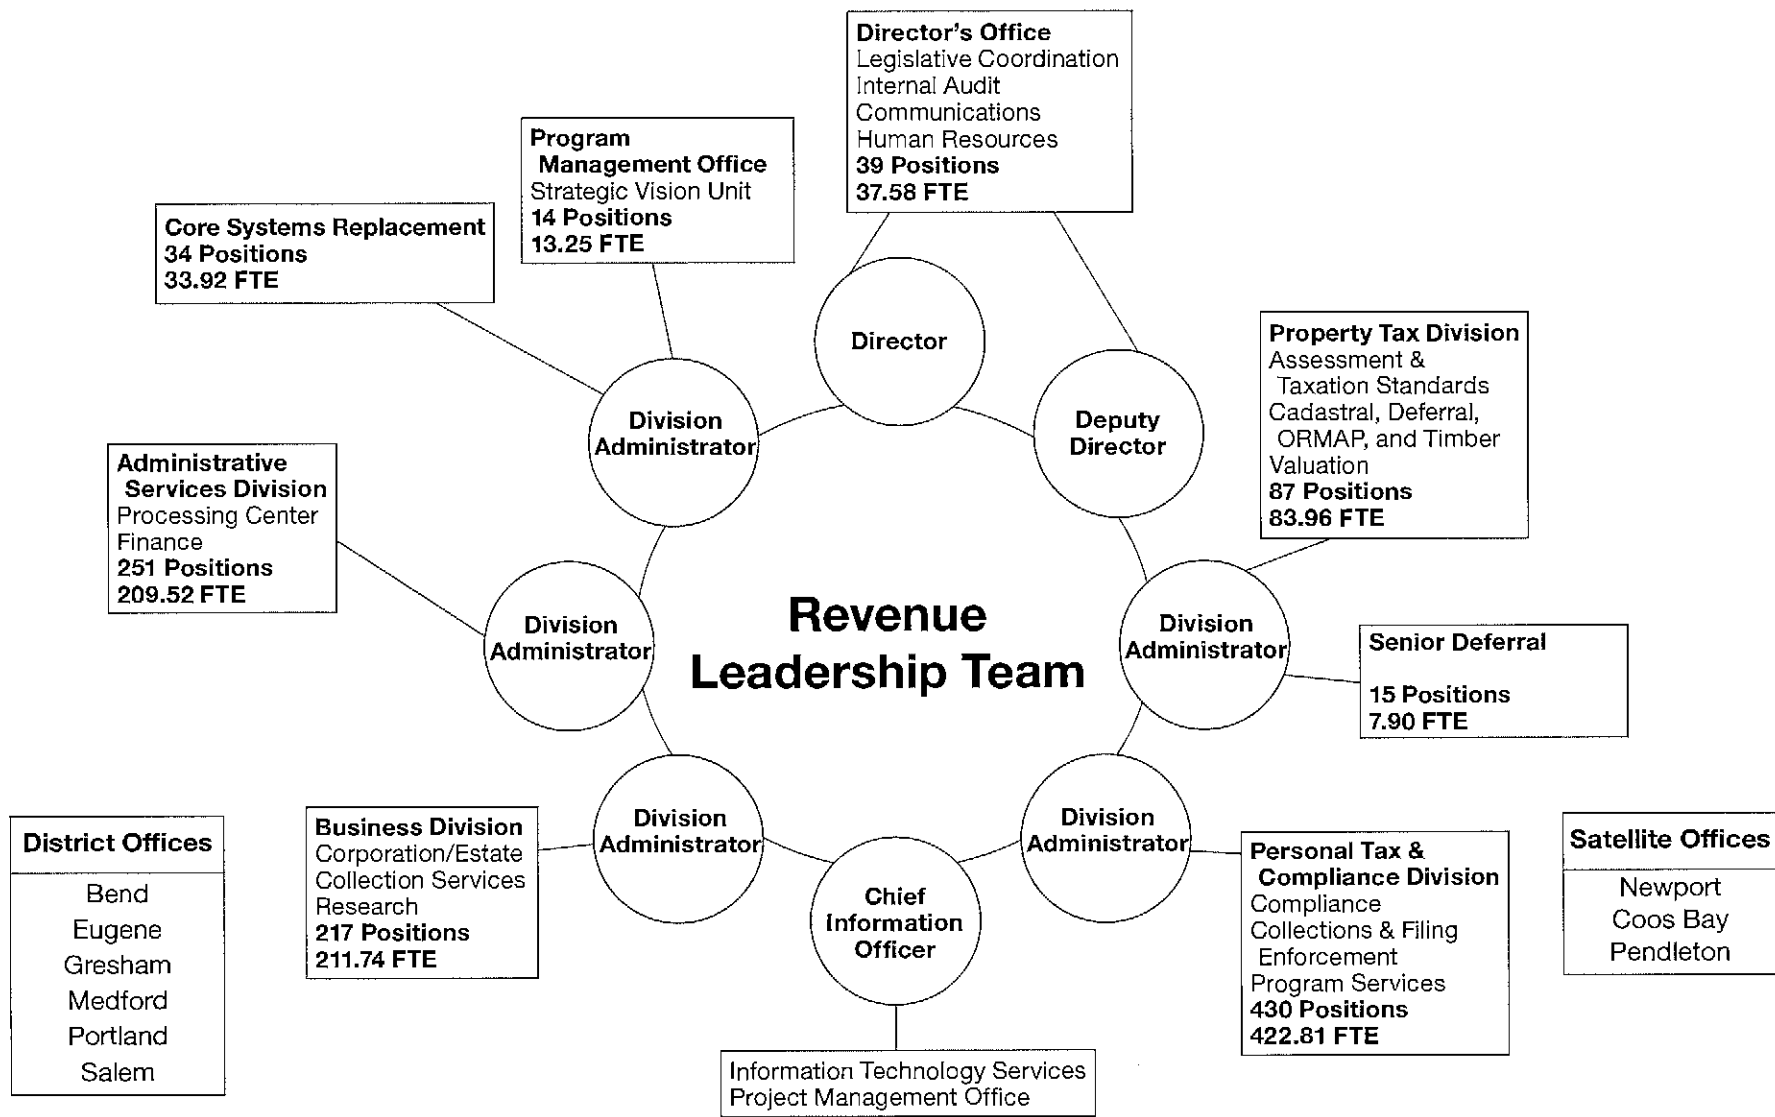 Director's Office
Legislative Coordination
Internal Audit
Communications
Human Resources
39 Positions
37.58 FTE
Program
Management Office
Strategic Vision Unit
14 Positions
13.25 FTE
Core Systems Replacement
34 Positions
33.92 FTE
Director
Property Tax Division
Assessment &
Taxation Standards
Cadastral, Deferral,
ORMAP, and Timber
Valuation
87 Positions
83.96 FTE
Division
Administrator
Deputy
Director
Administrative
Services Division
Processing Center
Finance
251 Positions
209.52 FTE
Division
Administrator
Revenue
Leadership Team
Division
Administrator
Senior Deferral
15 Positions
7.90 FTE
District Offices
Bend
Eugene
Gresham
Medford
Portland
Salem
Business Division
Corporation/Estate
Collection Services
Research
217 Positions
211.74 FTE
Division
Administrator
Chief
Information
Officer
Division
Administrator
Personal Tax &
Compliance Division
Compliance
Collections & Filing
Enforcement
Program Services
430 Positions
422.81 FTE
Satellite Offices
Newport
Coos Bay
Pendleton
Information Technology Services
Project Management Office